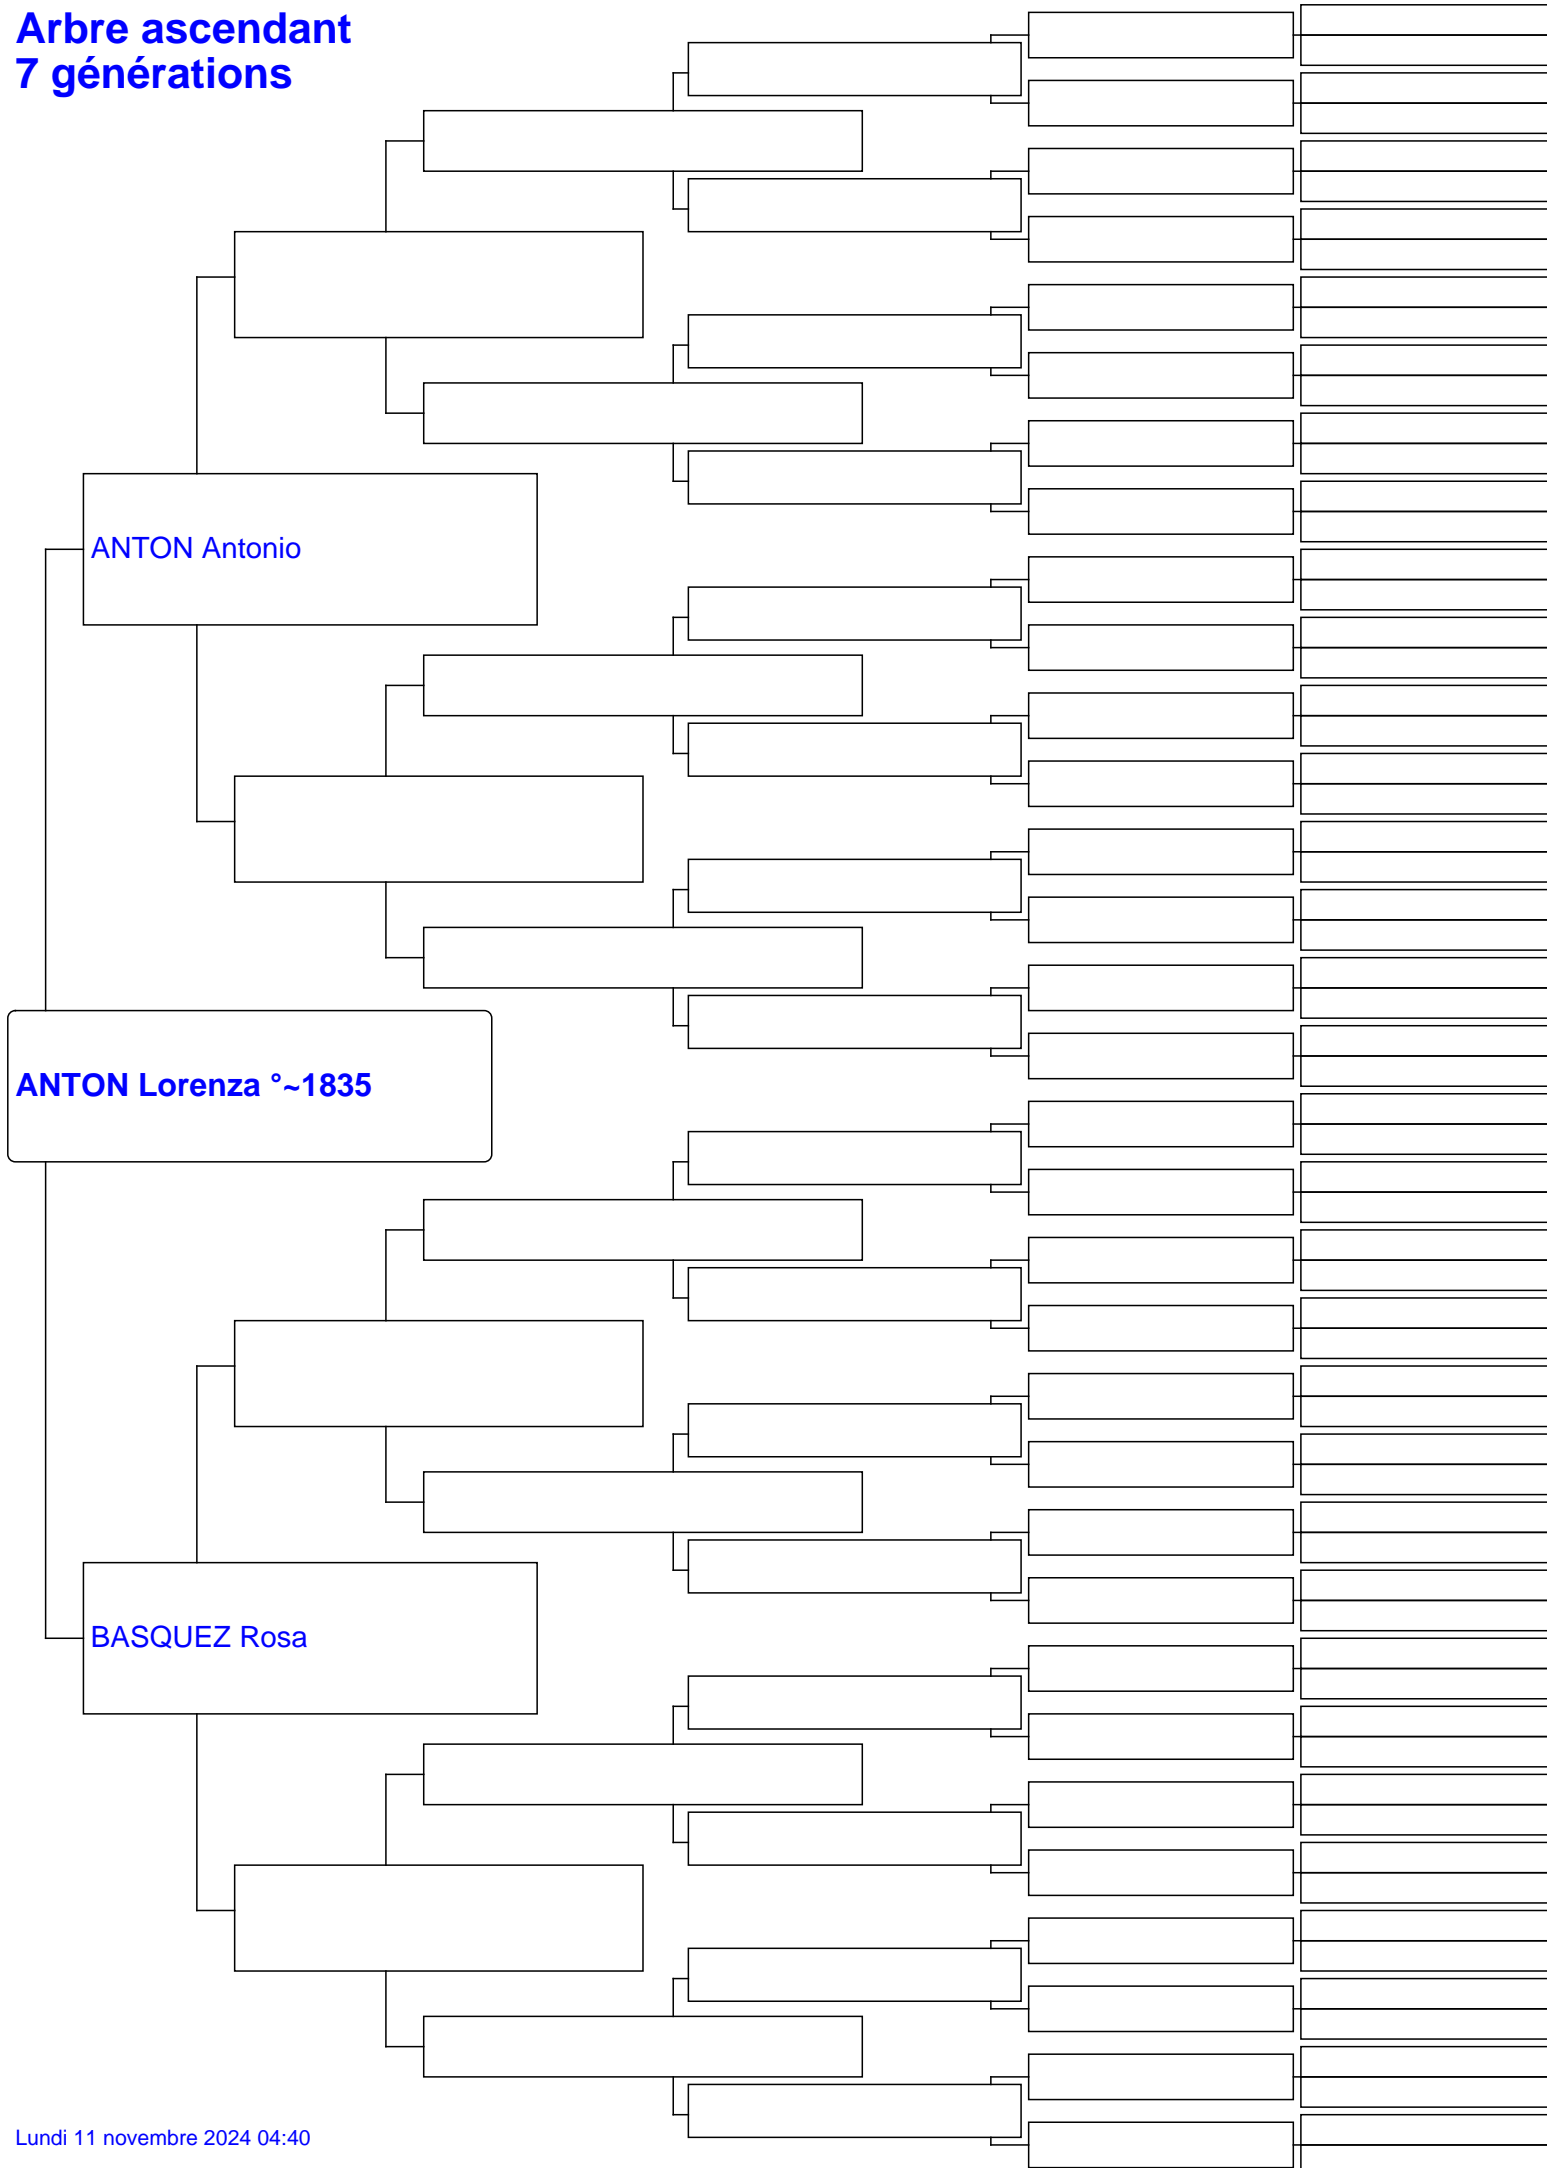 Arbre ascendant
7 générations
ANTON Antonio
ANTON Lorenza °~1835
BASQUEZ Rosa
Lundi 11 novembre 2024 04:40